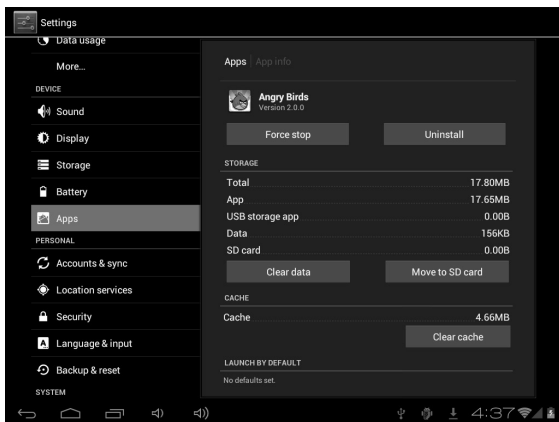 Settings
Data usage
More...
DEVICE
Sound
Display
Storage
Battery
Apps
PERSONAL
Accounts & sync
Location services
Security
A Language & input
Backup & reset
SYSTEM
Apps App info
Angry Birds
Version 2.0.0
Force stop Uninstall
STORAGE
Total 17.80MB
App 17.65MB
USB storage app 0.00B
Data 156KB
SD card 0.00B
Clear data Move to SD card
CACHE
Cache 4.66MB
Clear cache
LAUNCH BY DEFAULT
No defaults set.
4:37